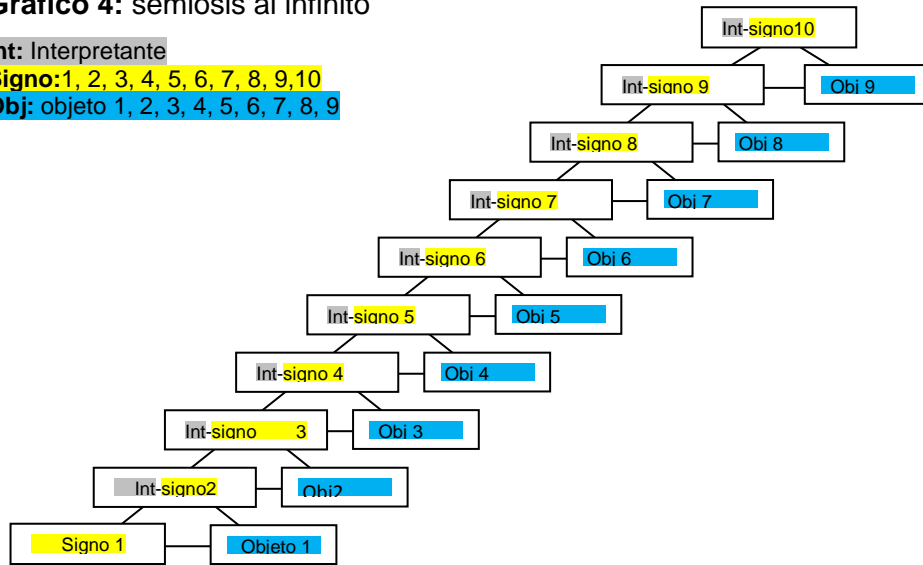 Gráfico 4: semiosis al infinito
nt: Interpretante
Signo:1, 2, 3, 4, 5, 6, 7, 8, 9,10
Obj: objeto 1, 2, 3, 4, 5, 6, 7, 8, 9
Int-signo10
Int-signo 9 Obj 9
Int-signo 8 Obj 8
Int-signo 7 Obj 7
Int-signo 6 Obj 6
Int-signo 5 Obj 5
Int-signo 4 Obj 4
Int-signo 3 Obj 3
Int-signo2 Obj2
Signo 1 Objeto 1